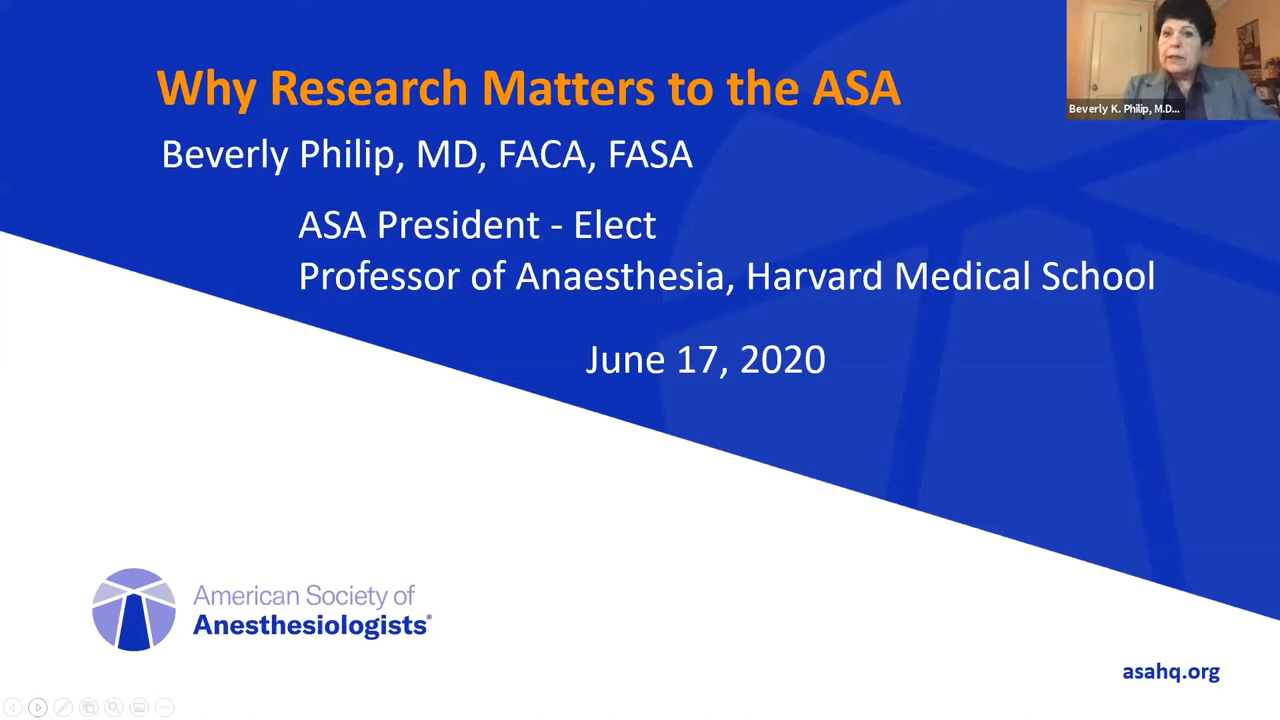 Why Research Matters to the ASA
Beverly K. Philip, M.D...
Beverly Philip, MD, FACA, FASA
ASA President - Elect
Professor of Anaesthesia, Harvard Medical School
June 17, 2020
American Society of
Anesthesiologists®
asahq.org